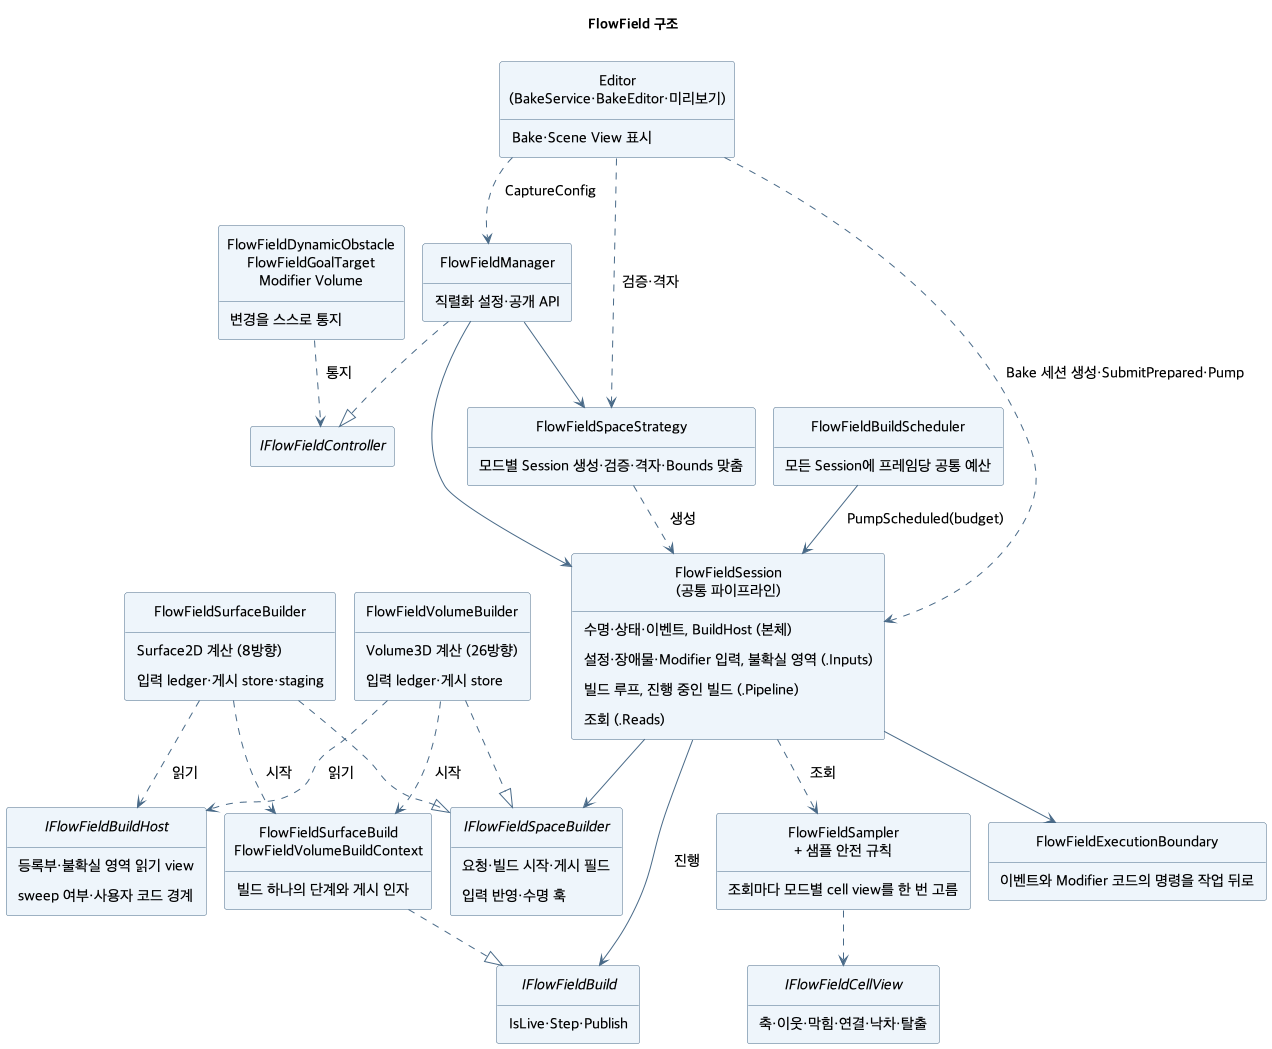 FlowField 구조
Editor
(BakeService·BakeEditor·미리보기)
Bake·Scene View 표시
CaptureConfig
FlowFieldDynamicObstacle
FlowFieldGoalTarget
Modifier Volume
변경을 스스로 통지
FlowFieldManager
직렬화 설정·공개 API
검증·격자
통지
Bake 세션 생성·SubmitPrepared·Pump
IFlowFieldController
FlowFieldSpaceStrategy
모드별 Session 생성·검증·격자·Bounds 맞춤
FlowFieldBuildScheduler
모든 Session에 프레임당 공통 예산
생성
PumpScheduled(budget)
FlowFieldSession
(공통 파이프라인)
수명·상태·이벤트, BuildHost (본체)
설정·장애물·Modifier 입력, 불확실 영역 (.Inputs)
빌드 루프, 진행 중인 빌드 (.Pipeline)
조회 (.Reads)
FlowFieldSurfaceBuilder
Surface2D 계산 (8방향)
입력 ledger·게시 store·staging
FlowFieldVolumeBuilder
Volume3D 계산 (26방향)
입력 ledger·게시 store
읽기
시작
읽기
시작
조회
진행
IFlowFieldBuildHost
등록부·불확실 영역 읽기 view
sweep 여부·사용자 코드 경계
FlowFieldSurfaceBuild
FlowFieldVolumeBuildContext
빌드 하나의 단계와 게시 인자
IFlowFieldSpaceBuilder
요청·빌드 시작·게시 필드
입력 반영·수명 훅
FlowFieldSampler
+ 샘플 안전 규칙
조회마다 모드별 cell view를 한 번 고름
FlowFieldExecutionBoundary
이벤트와 Modifier 코드의 명령을 작업 뒤로
IFlowFieldBuild
IsLive·Step·Publish
IFlowFieldCellView
축·이웃·막힘·연결·낙차·탈출